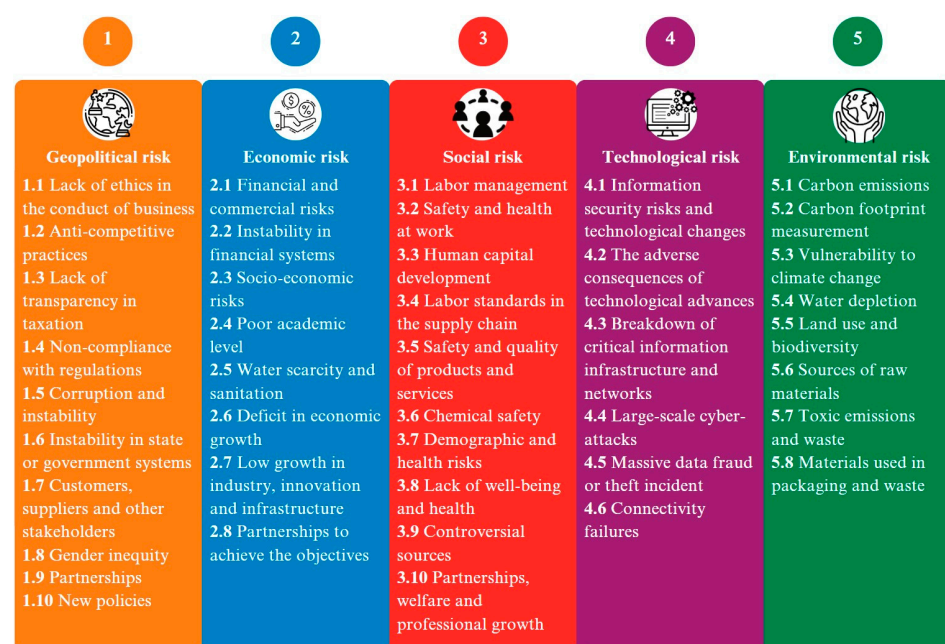 1
2
3
4
5
Geopolitical risk
1.1 Lack of ethics in
the conduct of business
1.2 Anti-competitive
practices
1.3 Lack of
transparency in
taxation
1.4 Non-compliance
with regulations
1.5 Corruption and
instability
1.6 Instability in state
or government systems
1.7 Customers,
suppliers and other
stakeholders
1.8 Gender inequity
1.9 Partnerships
1.10 New policies
Economic risk
2.1 Financial and
commercial risks
2.2 Instability in
financial systems
2.3 Socio-economic
risks
2.4 Poor academic
level
2.5 Water scarcity and
sanitation
2.6 Deficit in economic
growth
2.7 Low growth in
industry, innovation
and infrastructure
2.8 Partnerships to
achieve the objectives
Social risk
3.1 Labor management
3.2 Safety and health
at work
3.3 Human capital
development
3.4 Labor standards in
the supply chain
3.5 Safety and quality
of products and
services
3.6 Chemical safety
3.7 Demographic and
health risks
3.8 Lack of well-being
and health
3.9 Controversial
sources
3.10 Partnerships,
welfare and
professional growth
Technological risk
4.1 Information
security risks and
technological changes
4.2 The adverse
consequences of
technological advances
4.3 Breakdown of
critical information
infrastructure and
networks
4.4 Large-scale cyber-
attacks
4.5 Massive data fraud
or theft incident
4.6 Connectivity
failures
Environmental risk
5.1 Carbon emissions
5.2 Carbon footprint
measurement
5.3 Vulnerability to
climate change
5.4 Water depletion
5.5 Land use and
biodiversity
5.6 Sources of raw
materials
5.7 Toxic emissions
and waste
5.8 Materials used in
packaging and waste